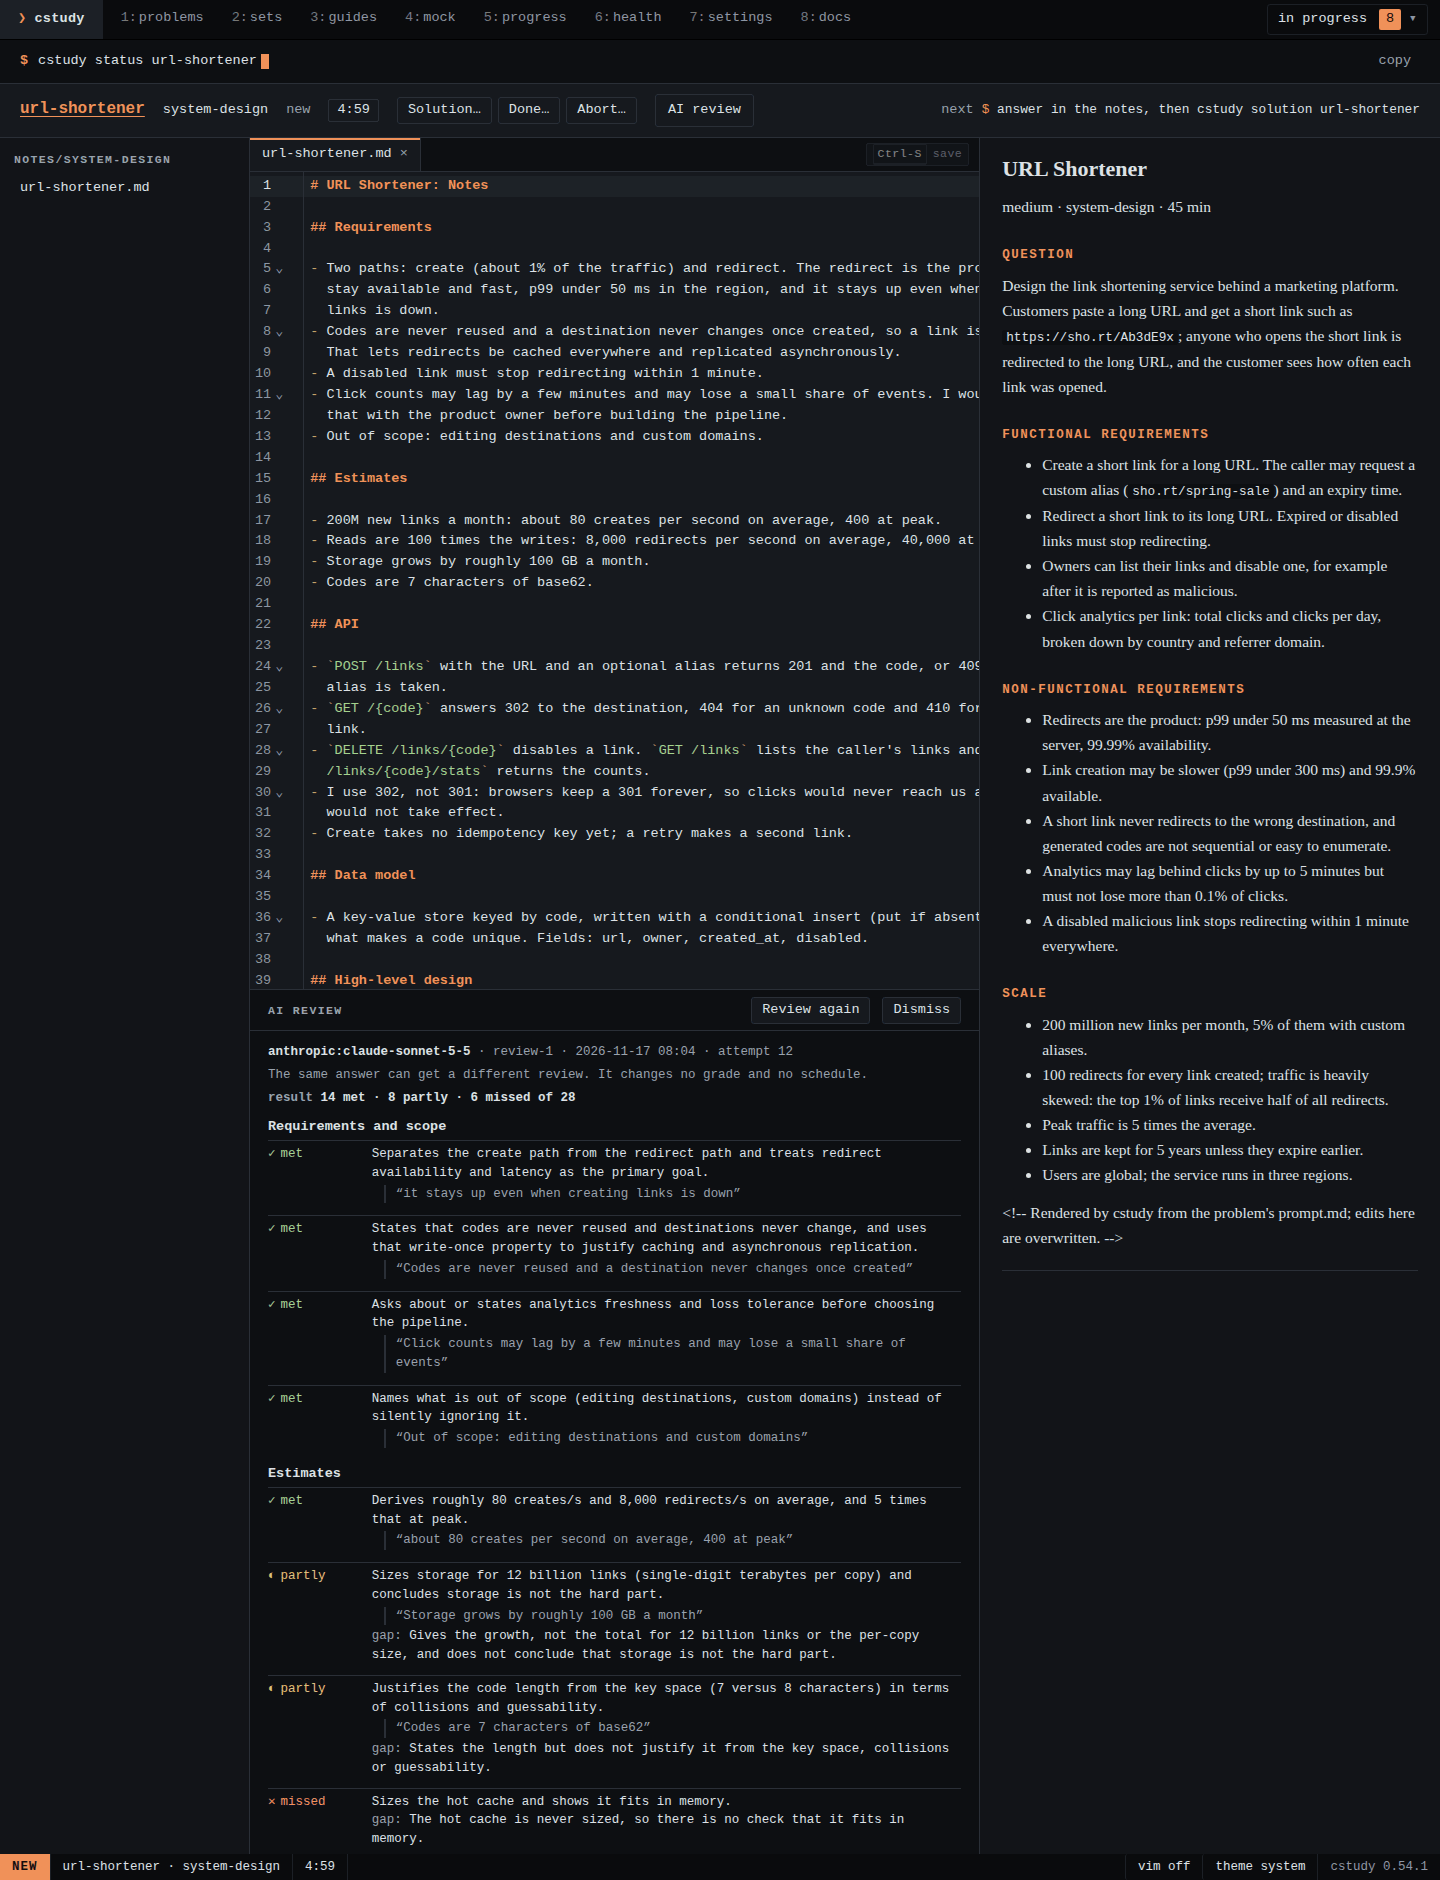 ❯ cstudy 1:problems 2:sets 3:guides 4:mock 5:progress 6:health 7:settings 8:docs in progress 8 ▾
$ cstudy status url-shortener copy
url-shortener system-design new 4:59 Solution… Done… Abort… AI review next $ answer in the notes, then cstudy solution url-shortener
NOTES/SYSTEM-DESIGN
url-shortener.md
url-shortener.md × Ctrl-S save
1 # URL Shortener: Notes
2
3 ## Requirements
4
5 - Two paths: create (about 1% of the traffic) and redirect. The redirect is the pro
6 stay available and fast, p99 under 50 ms in the region, and it stays up even when
7 links is down.
8 - Codes are never reused and a destination never changes once created, so a link is
9 That lets redirects be cached everywhere and replicated asynchronously.
10 - A disabled link must stop redirecting within 1 minute.
11 - Click counts may lag by a few minutes and may lose a small share of events. I wou
12 that with the product owner before building the pipeline.
13 - Out of scope: editing destinations and custom domains.
14
15 ## Estimates
16
17 - 200M new links a month: about 80 creates per second on average, 400 at peak.
18 - Reads are 100 times the writes: 8,000 redirects per second on average, 40,000 at
19 - Storage grows by roughly 100 GB a month.
20 - Codes are 7 characters of base62.
21
22 ## API
23
24 - `POST /links` with the URL and an optional alias returns 201 and the code, or 409
25 alias is taken.
26 - `GET /{code}` answers 302 to the destination, 404 for an unknown code and 410 for
27 link.
28 - `DELETE /links/{code}` disables a link. `GET /links` lists the caller's links and
29 /links/{code}/stats` returns the counts.
30 - I use 302, not 301: browsers keep a 301 forever, so clicks would never reach us a
31 would not take effect.
32 - Create takes no idempotency key yet; a retry makes a second link.
33
34 ## Data model
35
36 - A key-value store keyed by code, written with a conditional insert (put if absent
37 what makes a code unique. Fields: url, owner, created_at, disabled.
38
39 ## High-level design
AI REVIEW Review again Dismiss
anthropic:claude-sonnet-5-5 · review-1 · 2026-11-17 08:04 · attempt 12
The same answer can get a different review. It changes no grade and no schedule.
result 14 met · 8 partly · 6 missed of 28
Requirements and scope
✓ met Separates the create path from the redirect path and treats redirect
availability and latency as the primary goal.
“it stays up even when creating links is down”
✓ met States that codes are never reused and destinations never change, and uses
that write-once property to justify caching and asynchronous replication.
“Codes are never reused and a destination never changes once created”
✓ met Asks about or states analytics freshness and loss tolerance before choosing
the pipeline.
“Click counts may lag by a few minutes and may lose a small share of
events”
✓ met Names what is out of scope (editing destinations, custom domains) instead of
silently ignoring it.
“Out of scope: editing destinations and custom domains”
Estimates
✓ met Derives roughly 80 creates/s and 8,000 redirects/s on average, and 5 times
that at peak.
“about 80 creates per second on average, 400 at peak”
partly Sizes storage for 12 billion links (single-digit terabytes per copy) and
concludes storage is not the hard part.
“Storage grows by roughly 100 GB a month”
gap: Gives the growth, not the total for 12 billion links or the per-copy
size, and does not conclude that storage is not the hard part.
partly Justifies the code length from the key space (7 versus 8 characters) in terms
of collisions and guessability.
“Codes are 7 characters of base62”
gap: States the length but does not justify it from the key space, collisions
or guessability.
✕ missed Sizes the hot cache and shows it fits in memory.
gap: The hot cache is never sized, so there is no check that it fits in
memory.
URL Shortener
medium · system-design · 45 min
QUESTION
Design the link shortening service behind a marketing platform.
Customers paste a long URL and get a short link such as
https://sho.rt/Ab3dE9x ; anyone who opens the short link is
redirected to the long URL, and the customer sees how often each
link was opened.
FUNCTIONAL REQUIREMENTS
• Create a short link for a long URL. The caller may request a
custom alias ( sho.rt/spring-sale ) and an expiry time.
• Redirect a short link to its long URL. Expired or disabled
links must stop redirecting.
• Owners can list their links and disable one, for example
after it is reported as malicious.
• Click analytics per link: total clicks and clicks per day,
broken down by country and referrer domain.
NON-FUNCTIONAL REQUIREMENTS
• Redirects are the product: p99 under 50 ms measured at the
server, 99.99% availability.
• Link creation may be slower (p99 under 300 ms) and 99.9%
available.
• A short link never redirects to the wrong destination, and
generated codes are not sequential or easy to enumerate.
• Analytics may lag behind clicks by up to 5 minutes but
must not lose more than 0.1% of clicks.
• A disabled malicious link stops redirecting within 1 minute
everywhere.
SCALE
• 200 million new links per month, 5% of them with custom
aliases.
• 100 redirects for every link created; traffic is heavily
skewed: the top 1% of links receive half of all redirects.
• Peak traffic is 5 times the average.
• Links are kept for 5 years unless they expire earlier.
• Users are global; the service runs in three regions.
<!-- Rendered by cstudy from the problem's prompt.md; edits here
are overwritten. -->
NEW url-shortener · system-design 4:59 vim off theme system cstudy 0.54.1